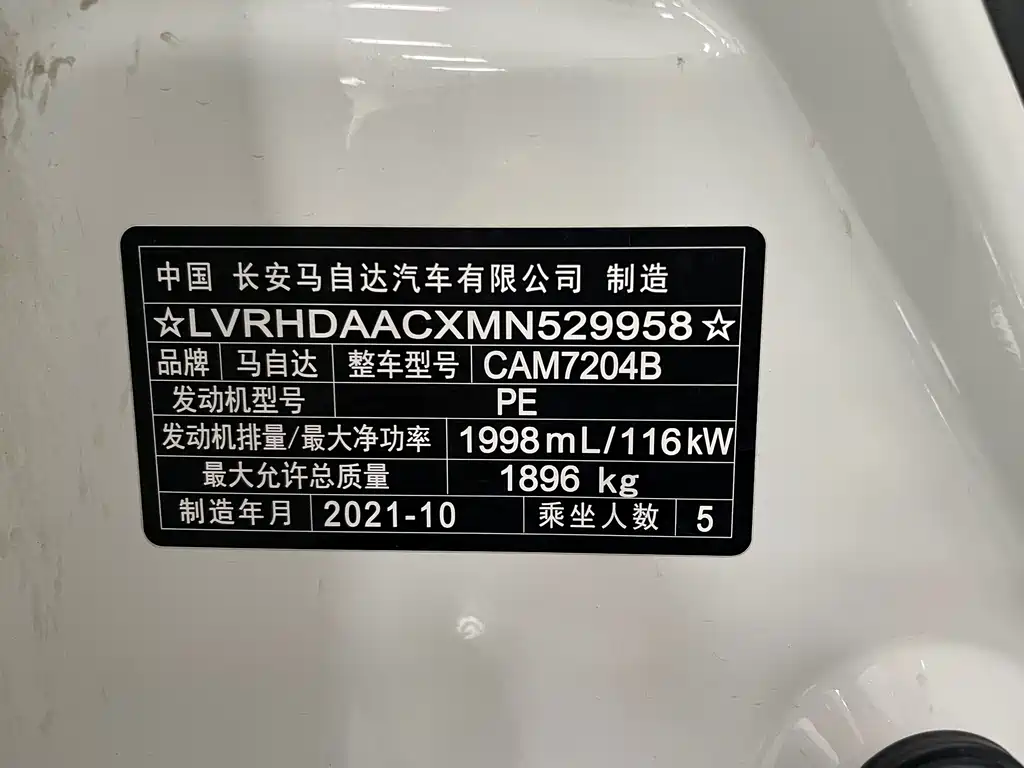 中国 长安马自达汽车有限公司 制造
☆LVRHDAACXMN529958☆
品牌 马自达 整车型号 CAM7204B
发动机型号 PE
发动机排量/最大净功率 1998mL/116kW
最大允许总质量 1896 kg
制造年月 2021-10 乘坐人数 5